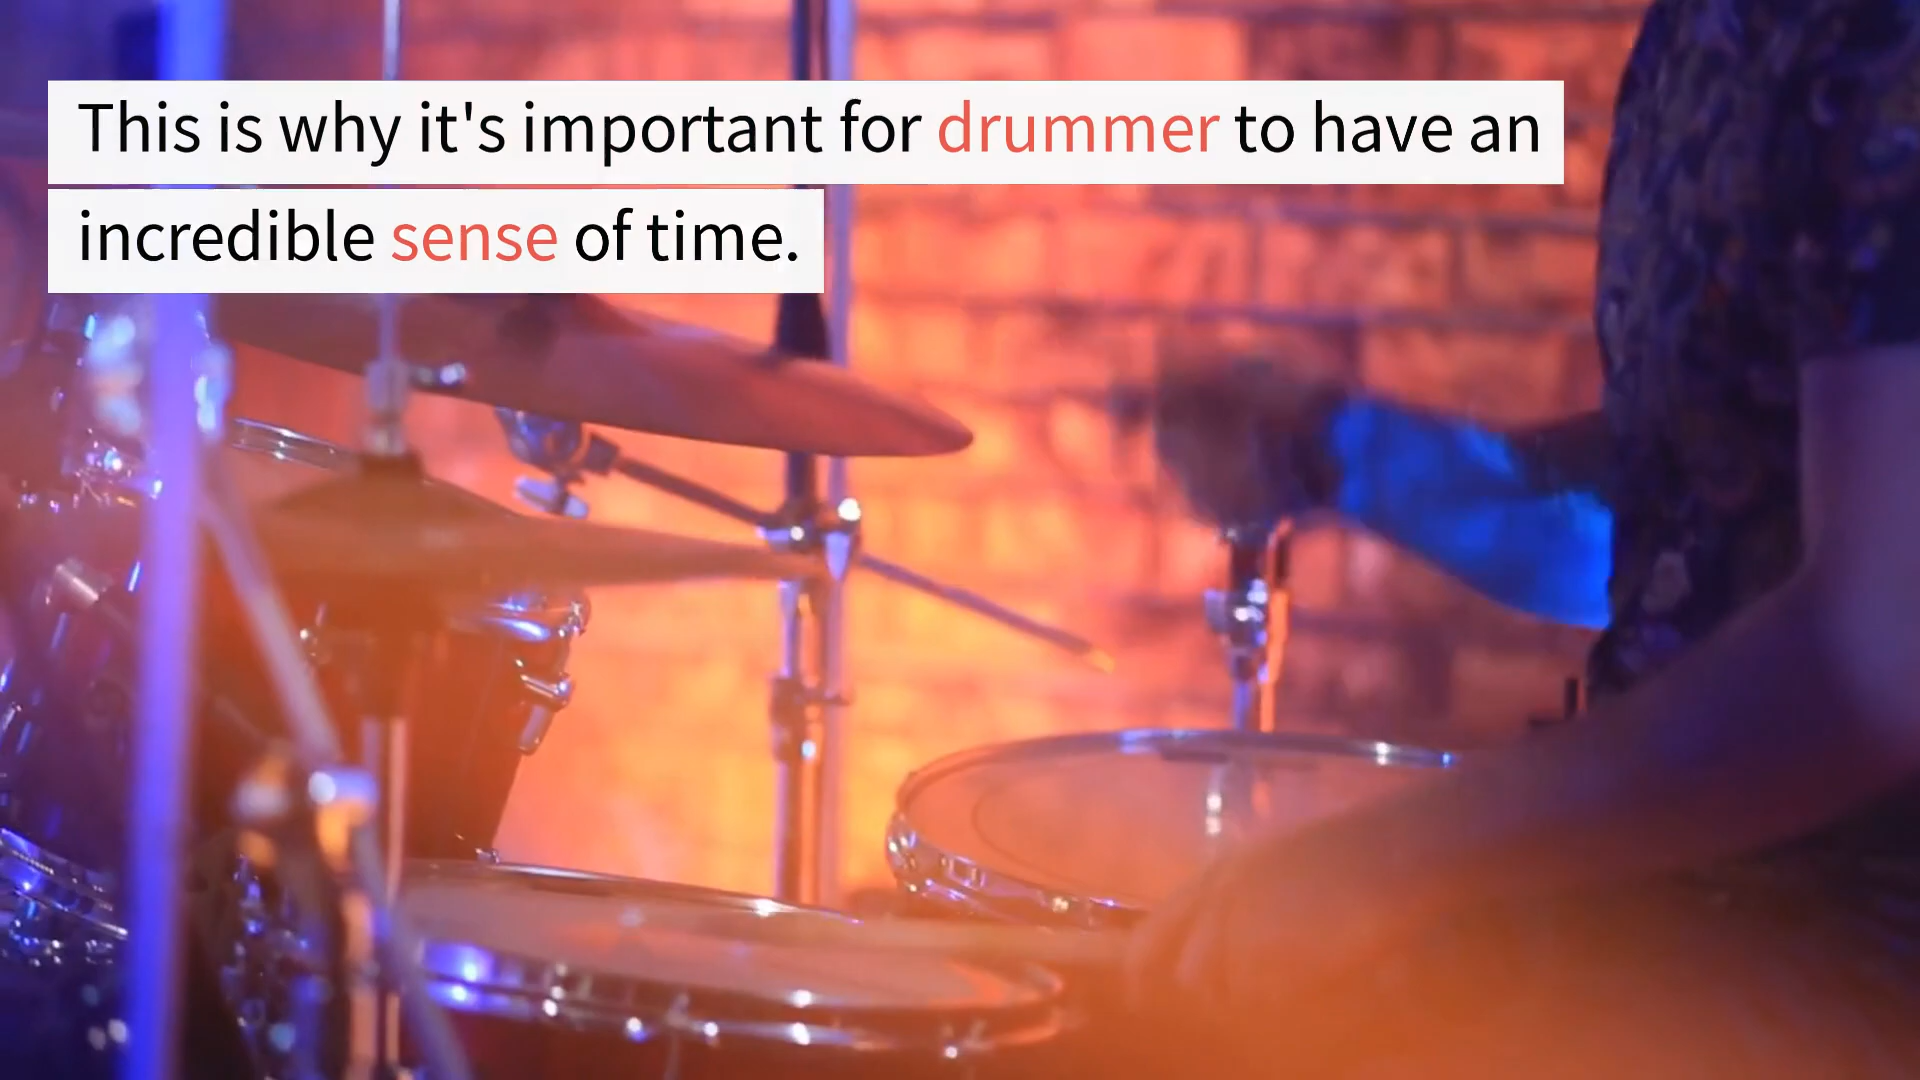 This is why it's important for drummer to have an
incredible sense of time.